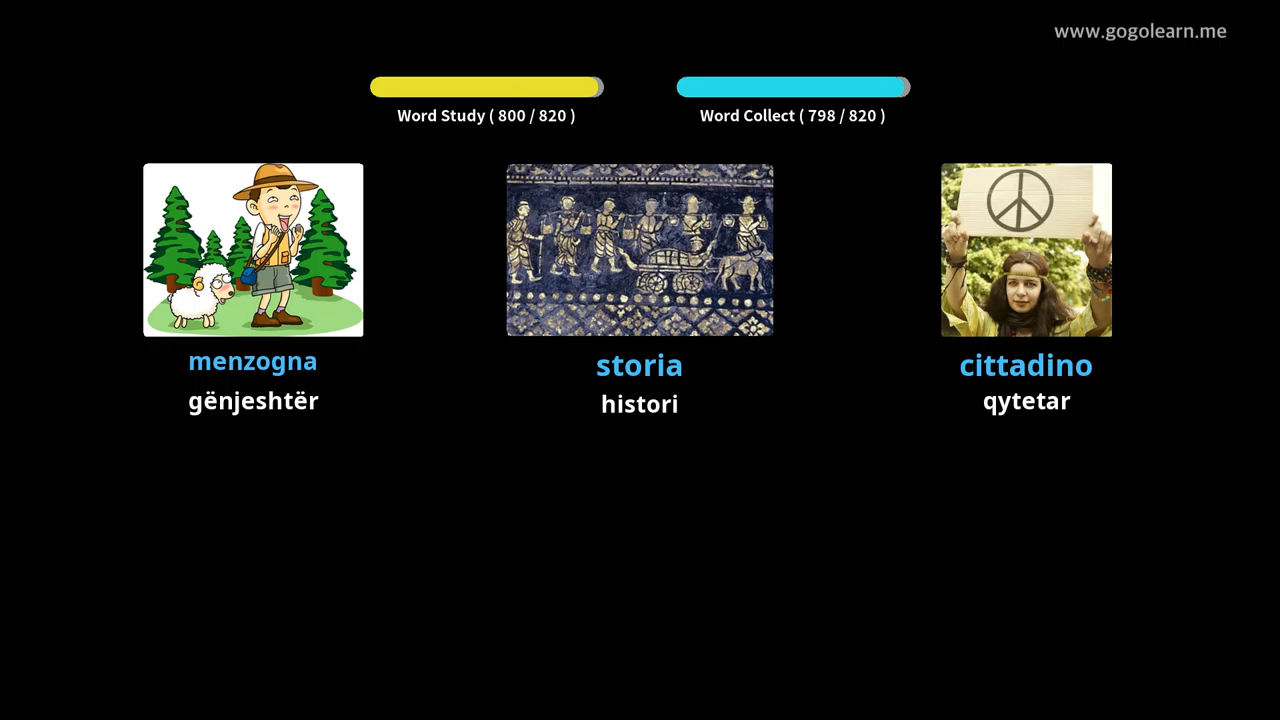 www.gogolearn.me
Word Study ( 800 / 820 )
Word Collect ( 798 / 820 )
menzogna
gënjeshtër
storia
histori
cittadino
qytetar